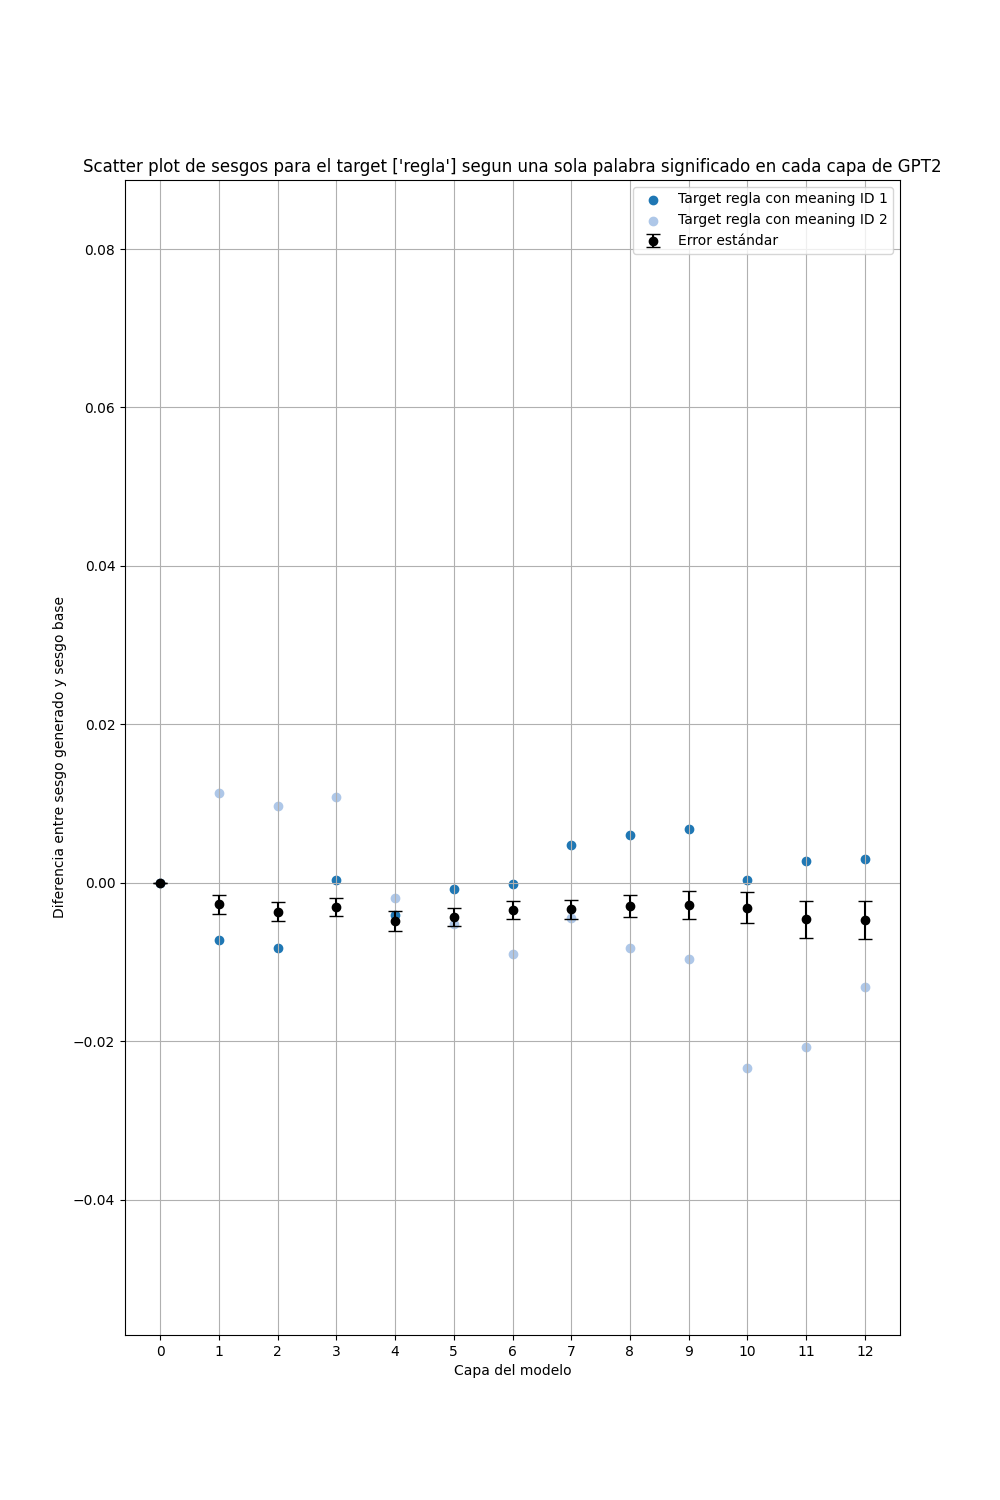 Scatter plot de sesgos para el target ['regla'] segun una sola palabra significado en cada capa de GPT2
Target regla con meaning ID 1
Target regla con meaning ID 2
Error estándar
0.08
0.06
0.04
0.02
0.00
−0.02
−0.04
Diferencia entre sesgo generado y sesgo base
0 1 2 3 4 5 6 7 8 9 10 11 12
Capa del modelo